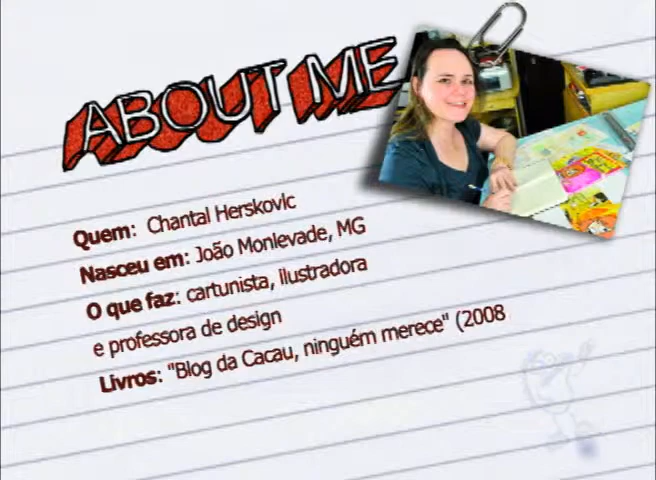 ABOUT ME
Quem: Chantal Herskovic
Nasceu em: João Monlevade, MG
O que faz: cartunista, ilustradora
e professora de design
Livros: "Blog da Cacau, ninguém merece" (2008